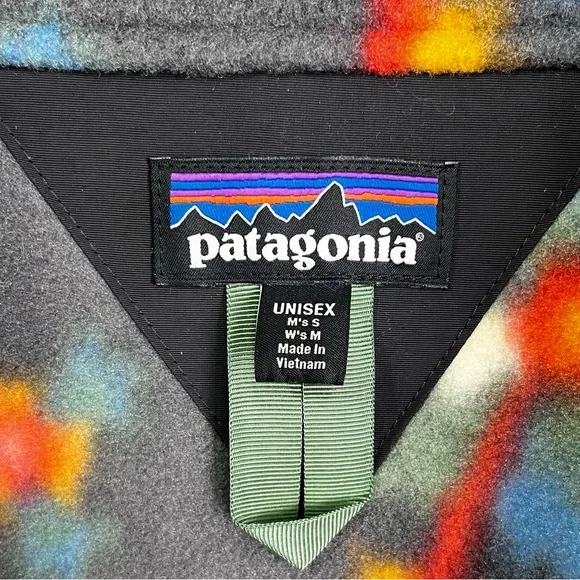 patagonia®
UNISEX
M's S
W's M
Made In
Vietnam